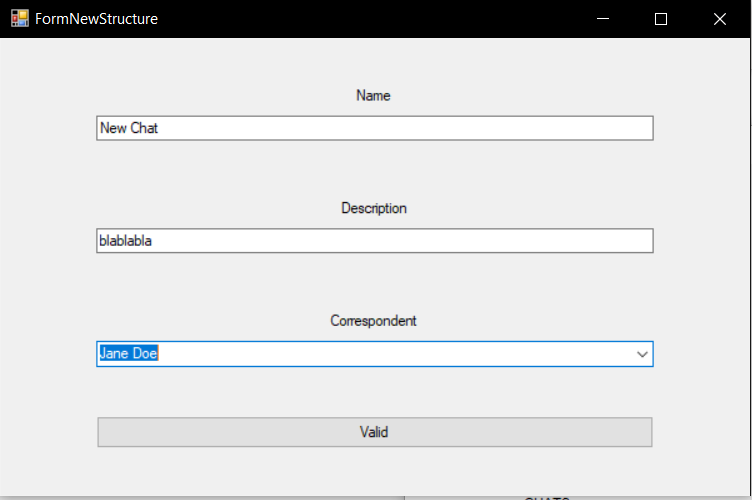 FormNewStructure
Name
New Chat
Description
blablabla
Correspondent
Jane Doe
Valid